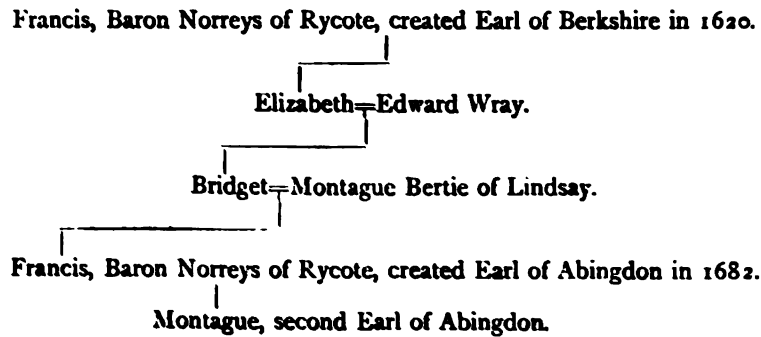 Francis, Baron Norreys of Rycote, created Earl of Berkshire in 1620.
Elizabeth=Edward Wray.
Bridget=Montague Bertie of Lindsay.
Francis, Baron Norreys of Rycote, created Earl of Abingdon in 1682.
Montague, second Earl of Abingdon.